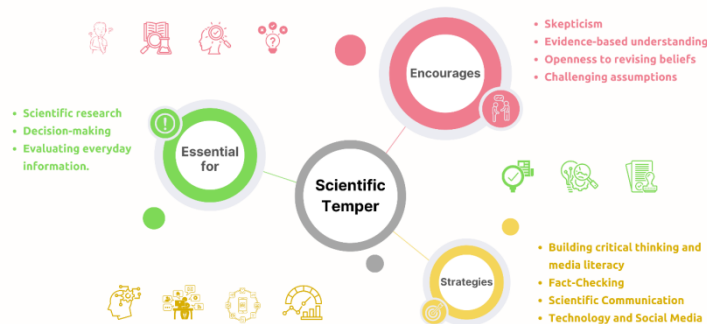 Encourages
• Skepticism
• Evidence-based understanding
• Openness to revising beliefs
• Challenging assumptions
• Scientific research
• Decision-making
• Evaluating everyday
information.
Essential
for
Scientific
Temper
Strategies
• Building critical thinking and
media literacy
• Fact-Checking
• Scientific Communication
• Technology and Social Media